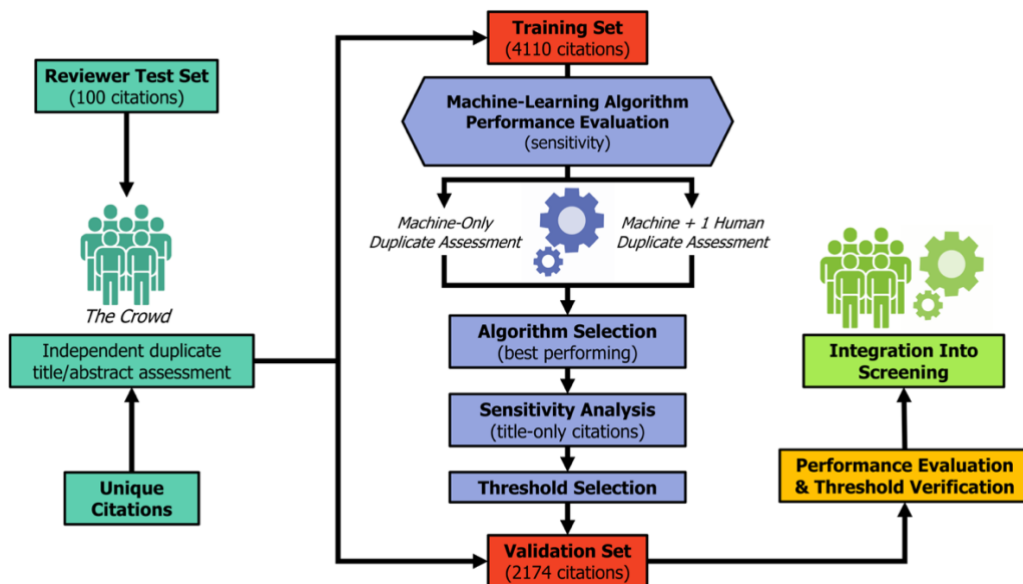 Reviewer Test Set
(100 citations)
The Crowd
Independent duplicate
title/abstract assessment
Unique
Citations
Training Set
(4110 citations)
Machine-Learning Algorithm
Performance Evaluation
(sensitivity)
Machine-Only
Duplicate Assessment
Machine + 1 Human
Duplicate Assessment
Algorithm Selection
(best performing)
Sensitivity Analysis
(title-only citations)
Threshold Selection
Validation Set
(2174 citations)
Integration Into
Screening
Performance Evaluation
& Threshold Verification